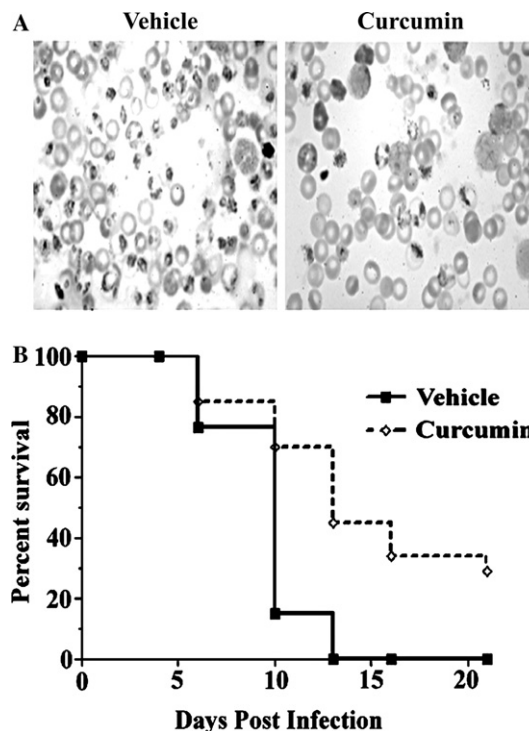 A Vehicle Curcumin
B
100
80
60
40
20
0
Percent survival
Vehicle
Curcumin
0 5 10 15 20
Days Post Infection